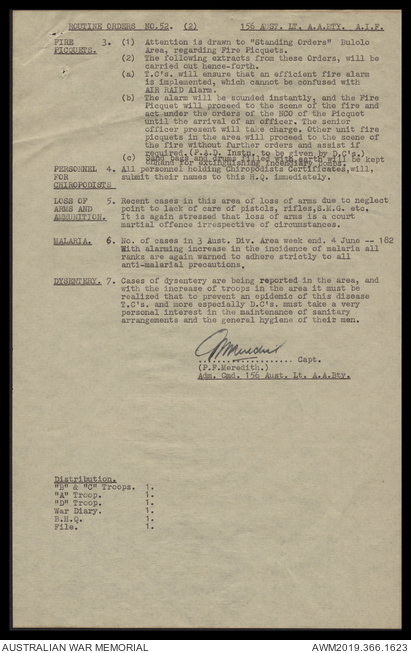 ROUTINE ORDERS NO.52. (2) 156 AUST. LT. A.A.BTY. A.I.F.
FIRE 3. (1) Attention is drawn to "Standing Orders" Bulolo
PICQUETS. Area, regarding Fire Picquets.
(2) The following extracts from these Orders, will be
carried out hence-forth.
(a) T.C's. will ensure that an efficient fire alarm
is implemented, which cannot be confused with
AIR RAID Alarm.
(b) The alarm will be sounded instantly, and the Fire
Picquet will proceed to the scene of the fire and
act under the orders of the NCO of the Picquet
until the arrival of an officer. The senior
officer present will take charge. Other unit fire
picquets in the area will proceed to the scene of
the fire without further orders and assist if
required.(P.A.D. Instn. to be given by D.C's.)
(c) Sand bags and drums filled with earth will be kept
on hand for extinguishing incendiary bombs.
PERSONNEL 4. All personnel holding Chiropodists Certificates,will,
FOR submit their names to this H.Q. immediately.
CHIROPODISTS
LOSS OF 5. Recent cases in this area of loss of arms due to neglect
ARMS AND point to lack of care of pistols, rifles,S.M.G. etc.
AMMUNITION. It is again stressed that loss of arms is a court
martial offence irrespective of circumstances.
MALARIA. 6. No. of cases in 3 Aust. Div. Area week end. 4 June -- 182
With alarming increase in the incidence of malaria all
ranks are again warned to adhere strictly to all
anti-malarial precautions.
DYSENTERY. 7. Cases of dysentery are being reported in the area, and
with the increase of troops in the area it must be
realized that to prevent an epidemic of this disease
T.C's. and more especially D.C's. must take a very
personal interest in the maintenance of sanitary
arrangements and the general hygiene of their men.
................... Capt.
(P.F.Meredith.)
Adm. Cmd. 156 Aust. Lt. A.A.Bty.
Distribution.
"B" & "C" Troops. 1.
"A" Troop. 1.
"D" Troop. 1.
War Diary. 1.
B.H.Q. 1.
File. 1.
AUSTRALIAN WAR MEMORIAL AWM2019.366.1623